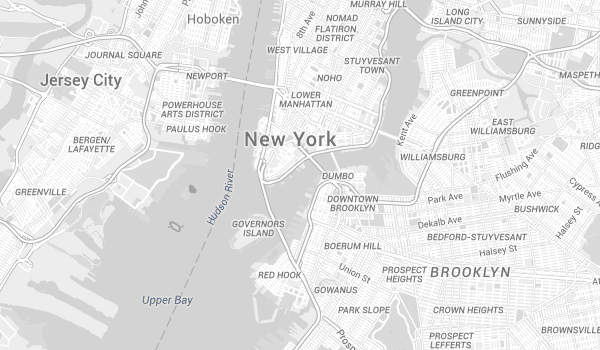 MURRAY HILL
John
Hoboken
8th Ave
NOMAD
FLATIRON
DISTRICT
LONG
ISLAND CITY
SUNNYSIDE
JOURNAL SQUARE
WEST VILLAGE
STUYVESANT
TOWN
Jersey City
NEWPORT
NOHO
MASPETH
LOWER
MANHATTAN
GREENPOINT
POWERHOUSE
ARTS DISTRICT
PAULUS HOOK
Kent Ave
EAST
WILLIAMSBURG
BERGEN/
LAFAYETTE
New York
WILLIAMSBURG
RIDG
Flushing Ave
GREENVILLE
Hudson River
DUMBO
Cypress A
DOWNTOWN
BROOKLYN
Park Ave
Myrtle Ave
BUSHWICK
GOVERNORS
ISLAND
Dekalb Ave
Halsey St
BEDFORD-STUYVESANT
BOERUM HILL
Halsey St
RED HOOK
Union St
PROSPECT
HEIGHTS
BROOKLYN
At
GOWANUS
Upper Bay
PARK SLOPE
CROWN HEIGHTS
BROWNSVILLE
Prosp
PROSPECT
LEFFERTS